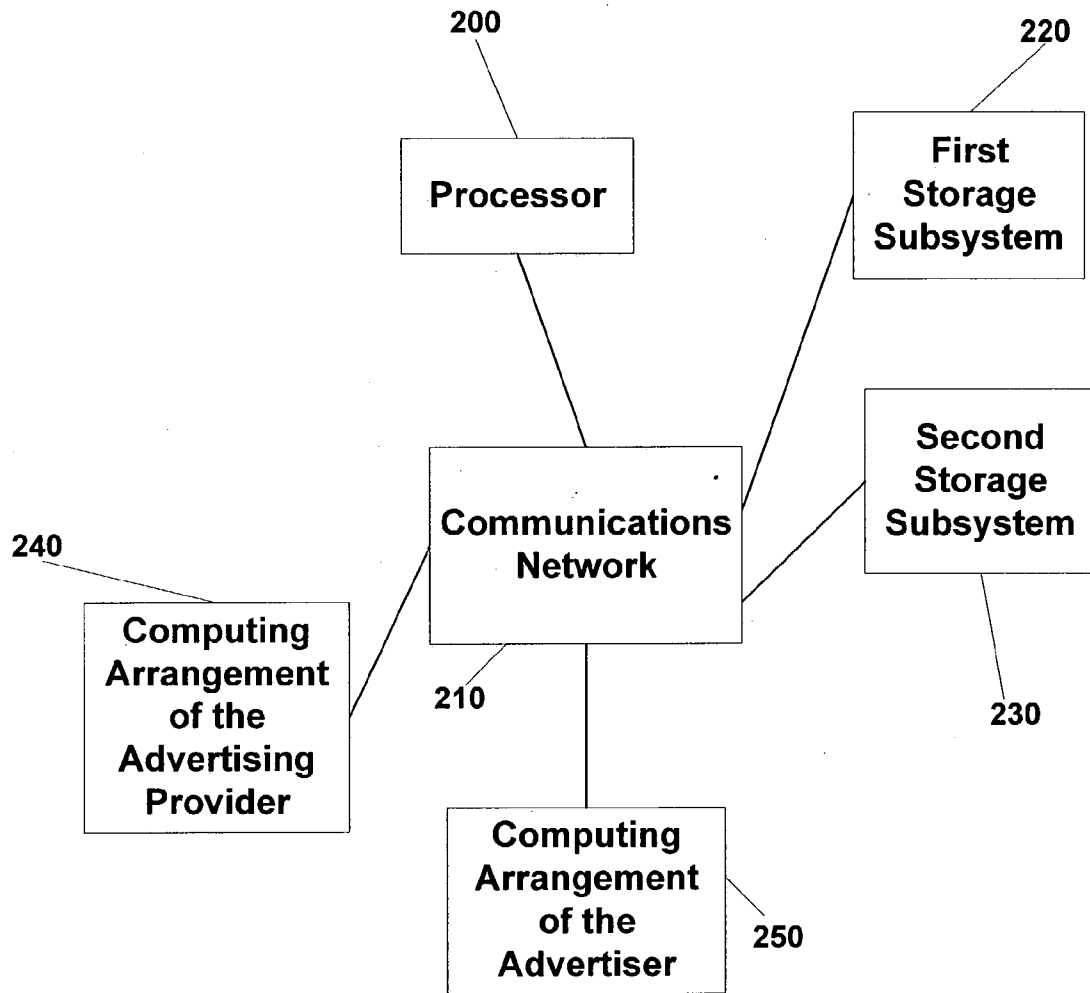 200
220
Processor
First
Storage
Subsystem
Second
Storage
Subsystem
Communications
Network
240
210
230
Computing
Arrangement
of the
Advertising
Provider
Computing
Arrangement
of the
Advertiser
250